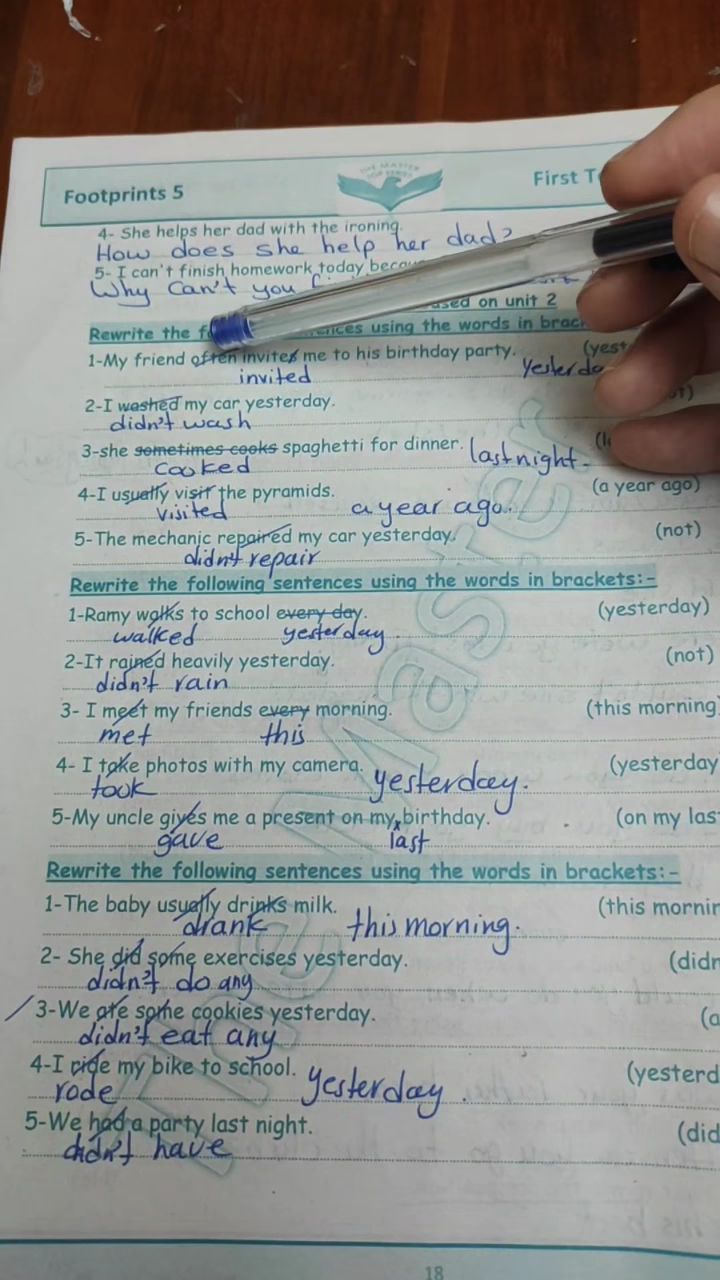 THE MASTER
Footprints 5
First T
4- She helps her dad with the ironing.
How does she help her dad?
5- I can't finish homework today beca
Why can't you
ased on unit 2
Rewrite the f ences using the words in brack
1-My friend often invites me to his birthday party. (yest
invited yesterda
2-I washed my car yesterday. ot)
didn't wash
3-she sometimes cooks spaghetti for dinner. (l
cooked last night.
4-I usually visit the pyramids. (a year ago)
visited a year ago.
5-The mechanic repaired my car yesterday. (not)
didn't repair
Rewrite the following sentences using the words in brackets:-
1-Ramy walks to school every day. (yesterday)
walked yesterday.
2-It rained heavily yesterday. (not)
didn't rain
3- I meet my friends every morning. (this morning
met this
4- I take photos with my camera. (yesterday
took yesterday.
5-My uncle gives me a present on my birthday. (on my las
gave last
Rewrite the following sentences using the words in brackets:-
1-The baby usually drinks milk. (this mornin
drank this morning.
2- She did some exercises yesterday. (didn
didn't do any
3-We ate some cookies yesterday. (a
didn't eat any
4-I ride my bike to school. (yesterd
rode yesterday.
5-We had a party last night. (did
didn't have
The Master
18